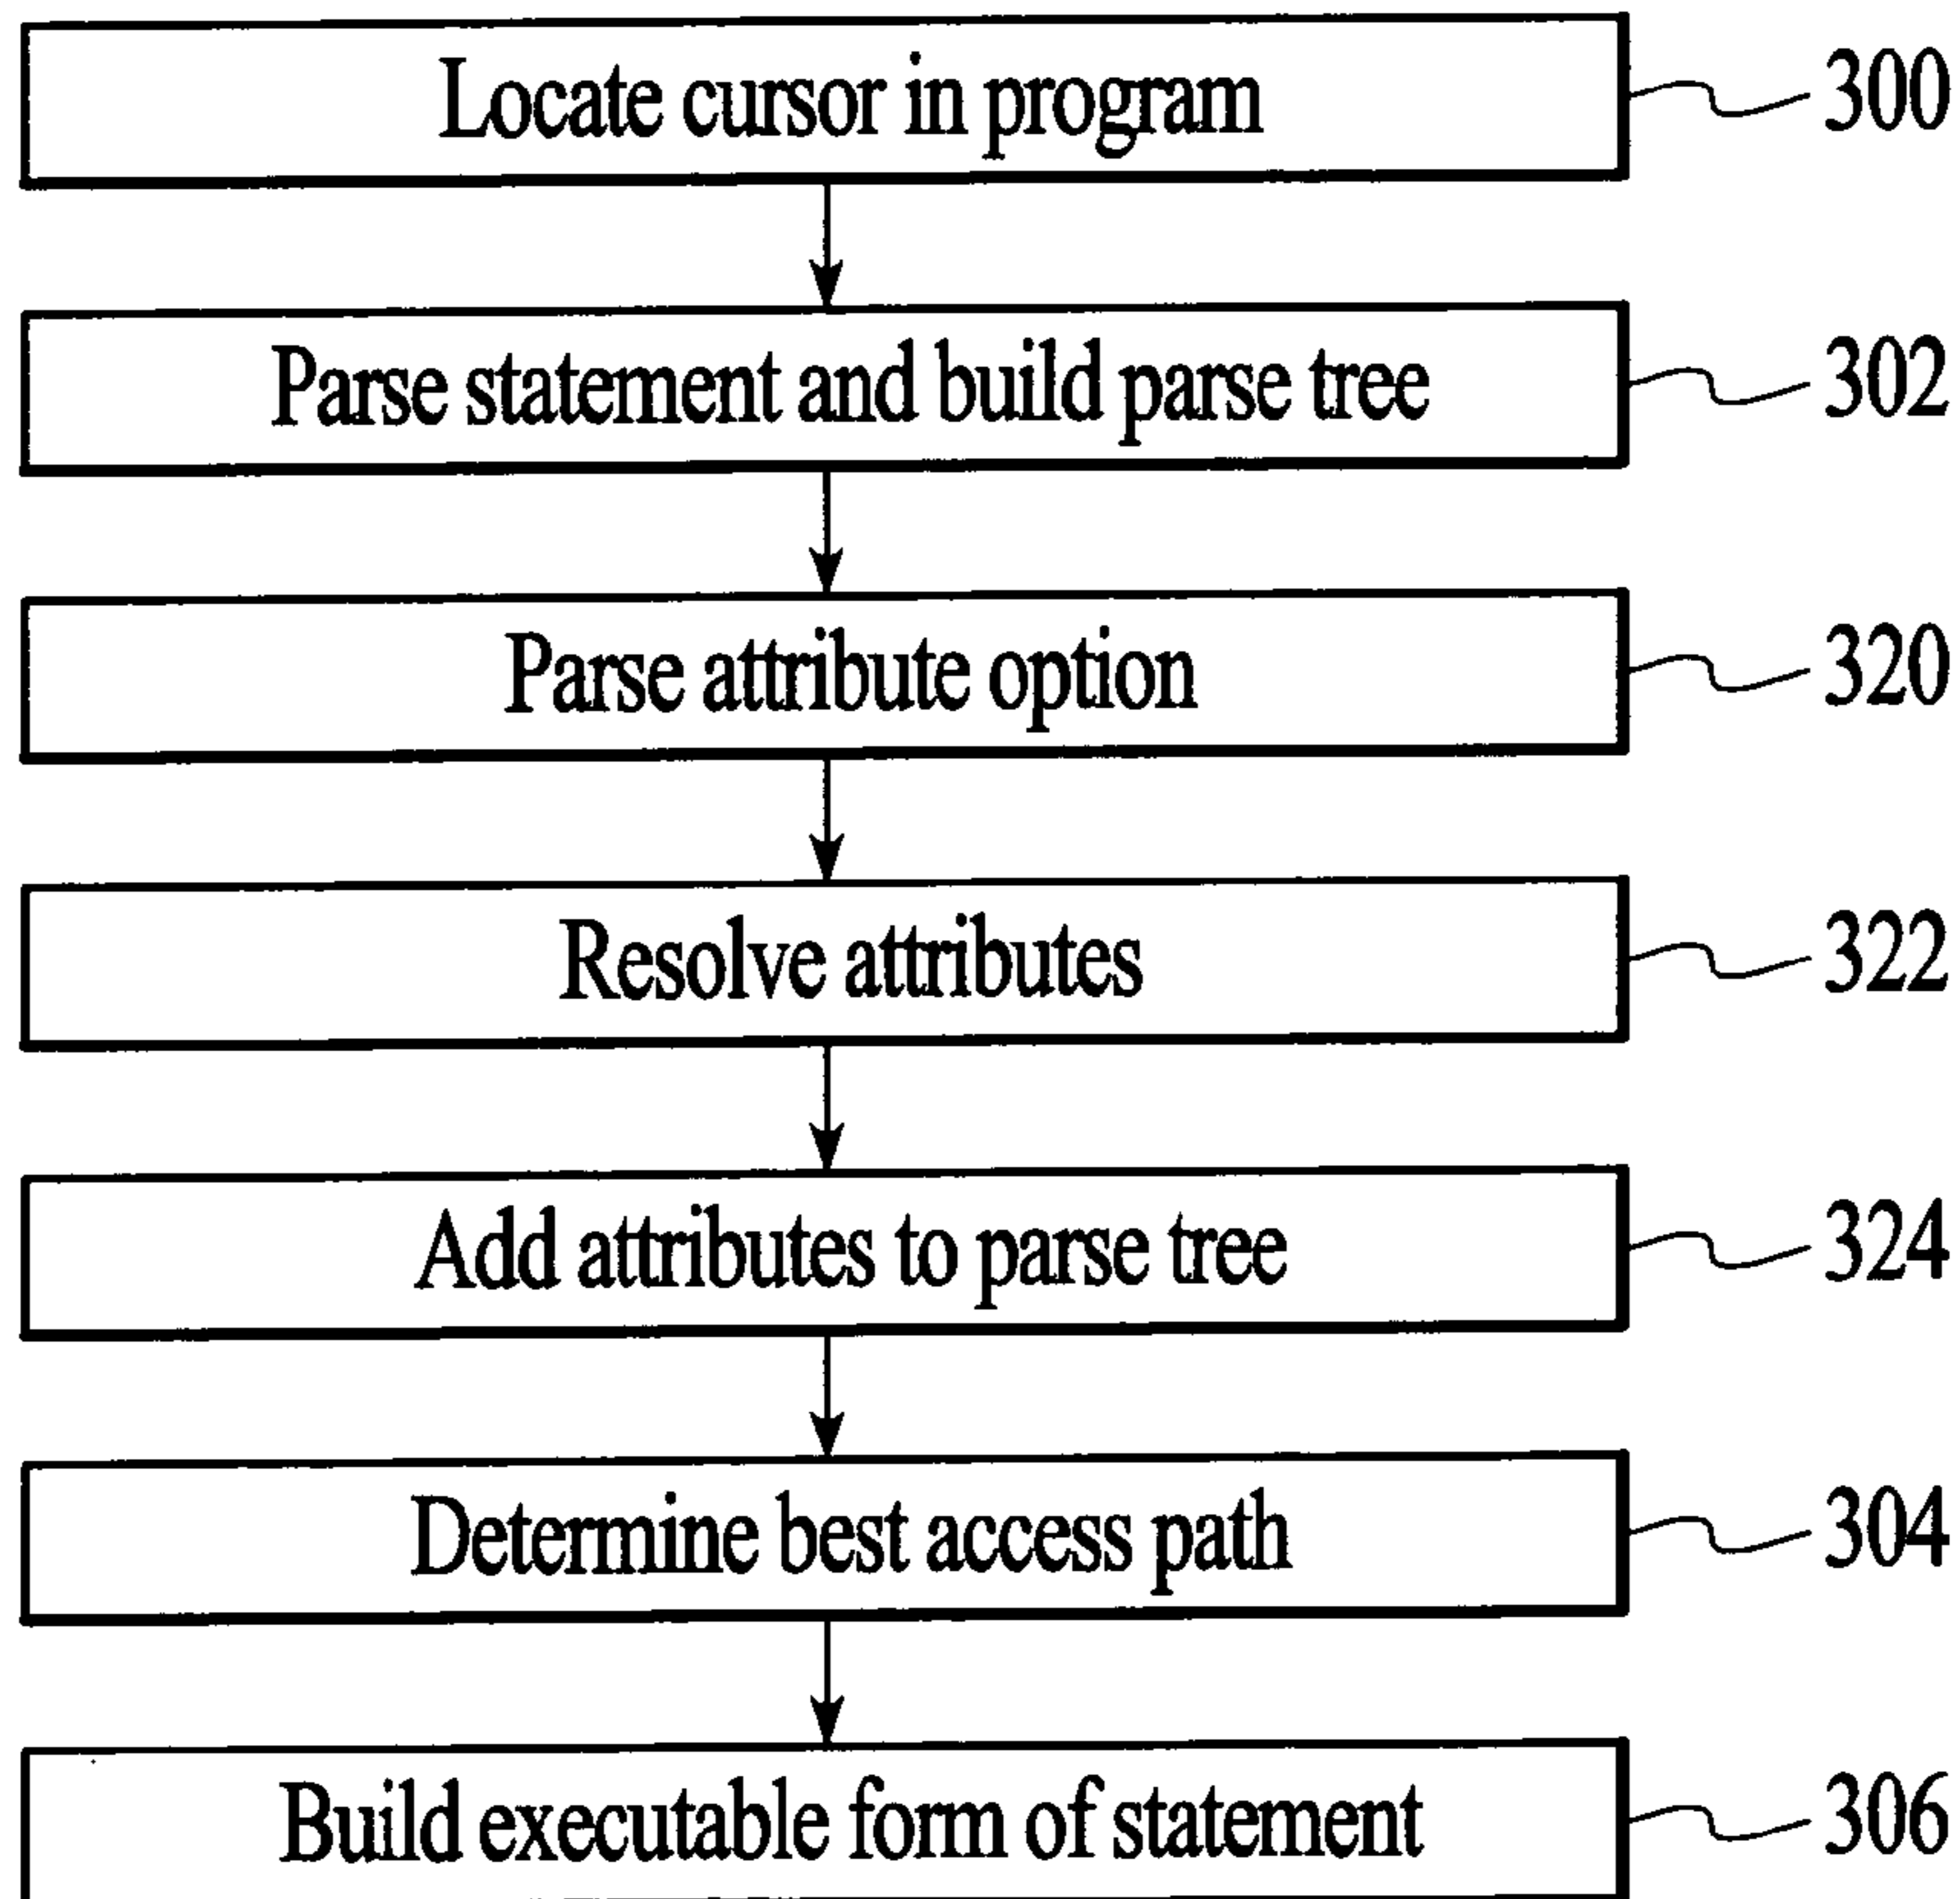 Locate cursor in program 300
Parse statement and build parse tree 302
Parse attribute option 320
Resolve attributes 322
Add attributes to parse tree 324
Determine best access path 304
Build executable form of statement 306